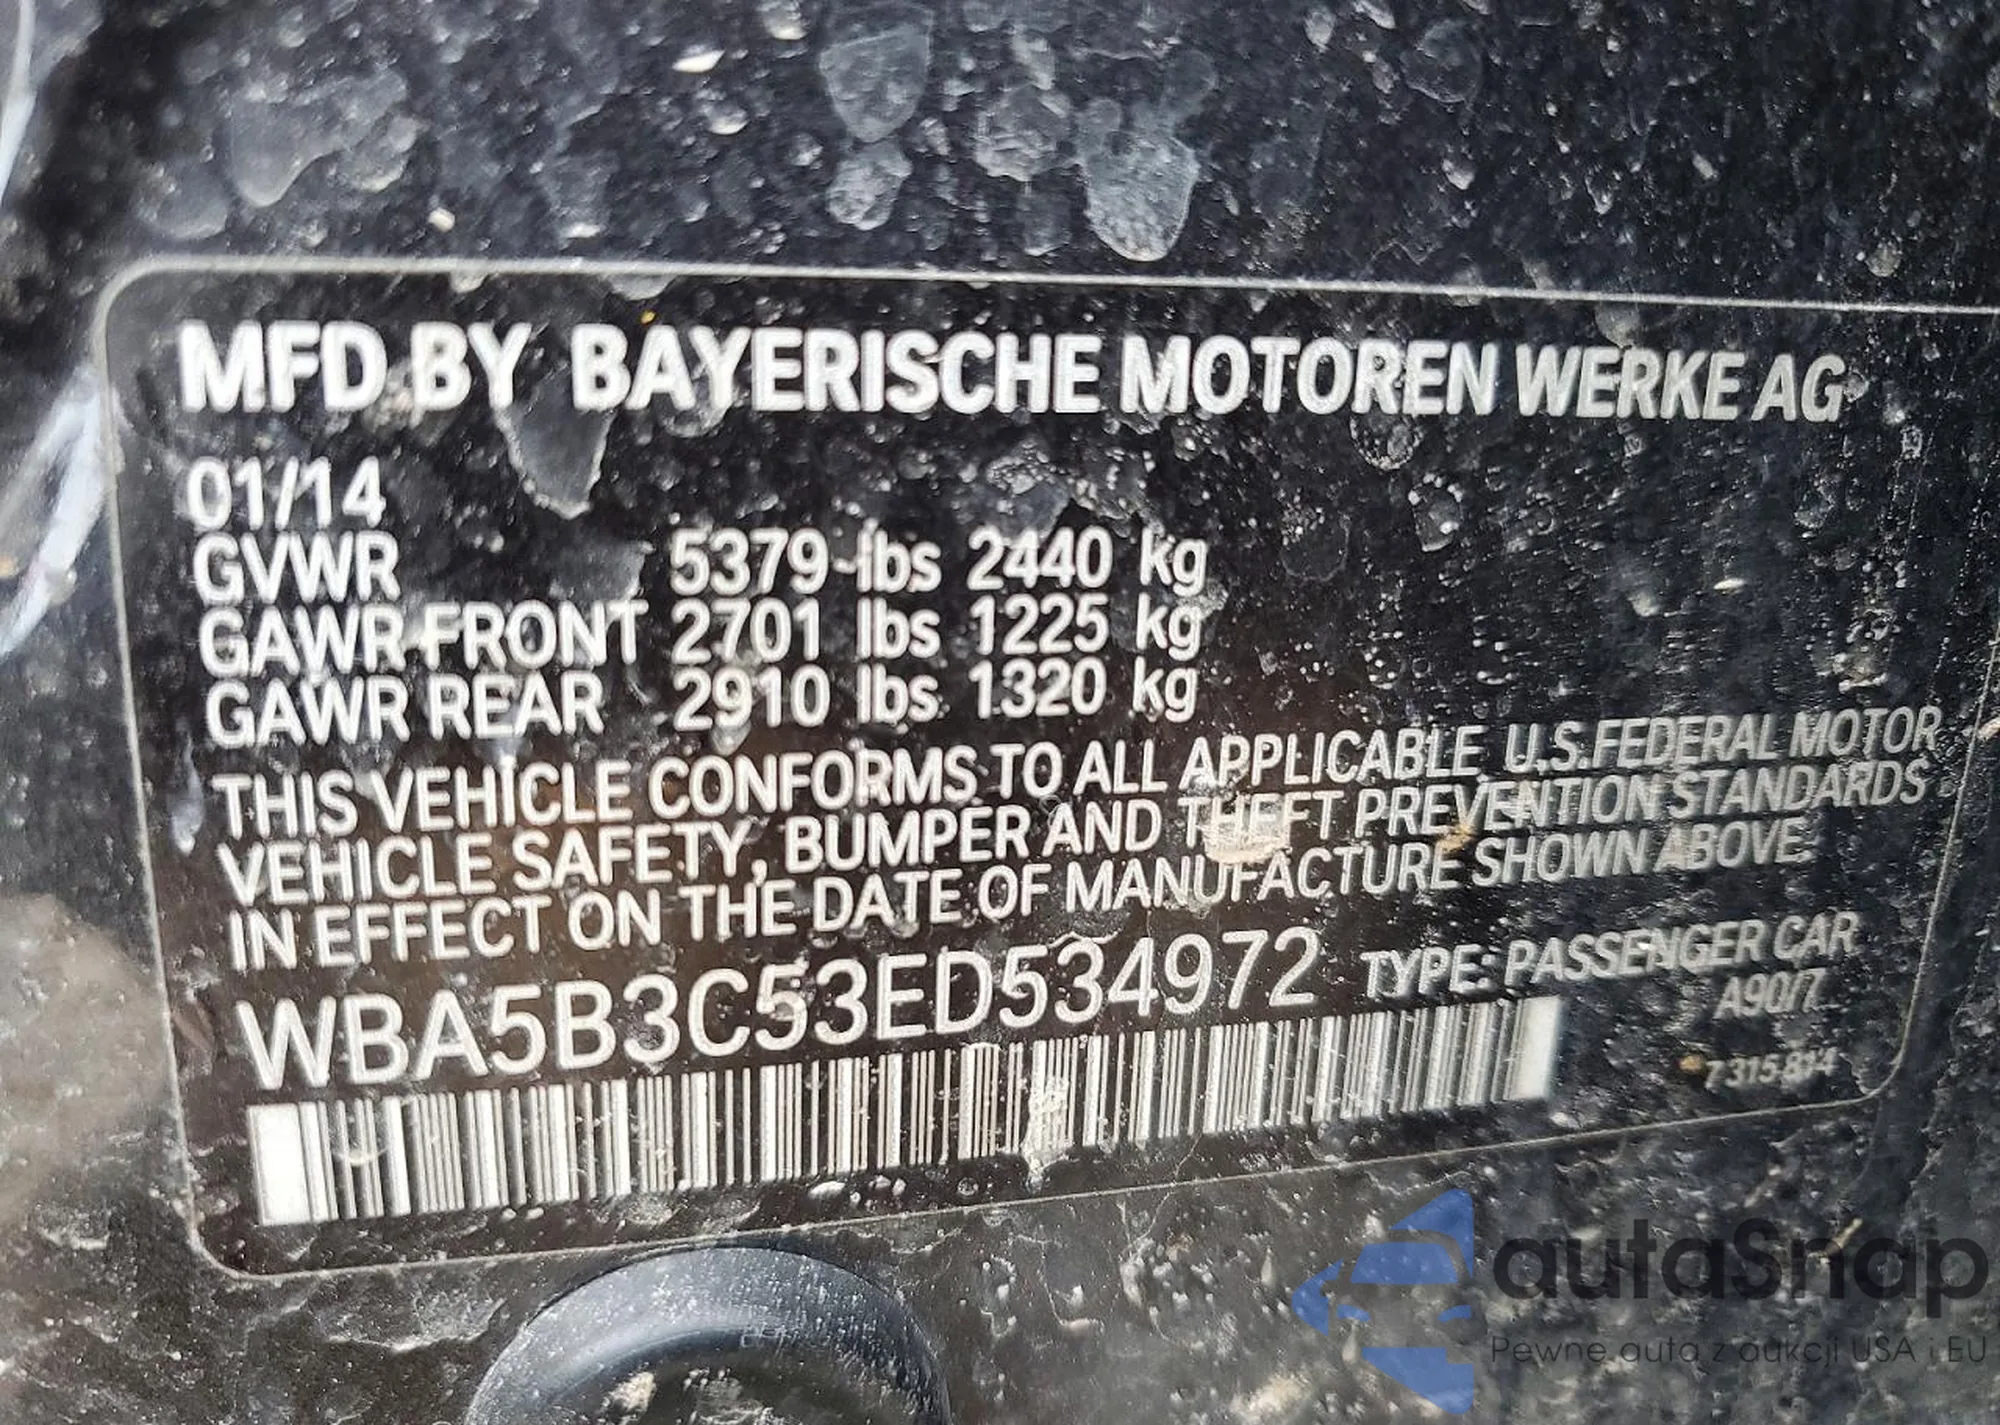 MFD BY BAYERISCHE MOTOREN WERKE AG
01/14
GVWR 5379 lbs 2440 kg
GAWR FRONT 2701 lbs 1225 kg
GAWR REAR 2910 lbs 1320 kg
THIS VEHICLE CONFORMS TO ALL APPLICABLE U.S.FEDERAL MOTOR
VEHICLE SAFETY, BUMPER AND THEFT PREVENTION STANDARDS
IN EFFECT ON THE DATE OF MANUFACTURE SHOWN ABOVE.
WBA5B3C53ED534972 TYPE: PASSENGER CAR
A90/7
autaSnap
Pewne auta z aukcji USA i EU